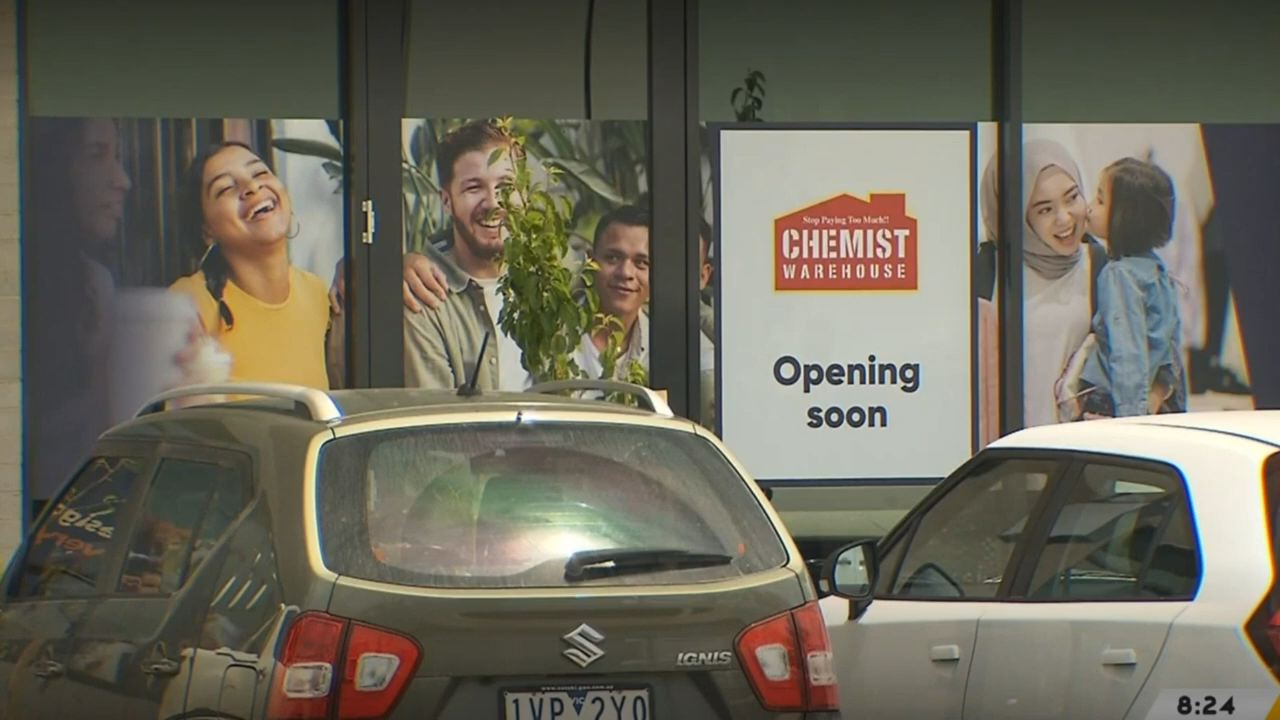 Stop Paying Too Much!!
CHEMIST
WAREHOUSE
Opening
soon
IGNIS
1VP 2YO
8:24